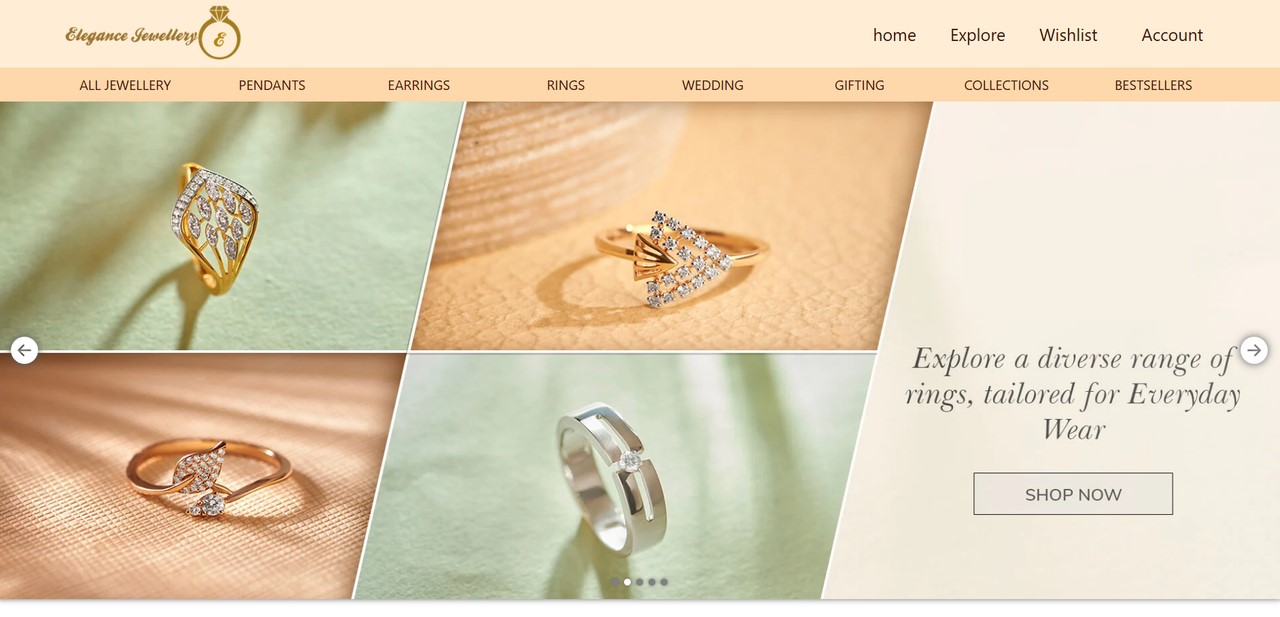 Elegance Jewellery E
home Explore Wishlist Account
ALL JEWELLERY PENDANTS EARRINGS RINGS WEDDING GIFTING COLLECTIONS BESTSELLERS
Explore a diverse range of
rings, tailored for Everyday
Wear
SHOP NOW